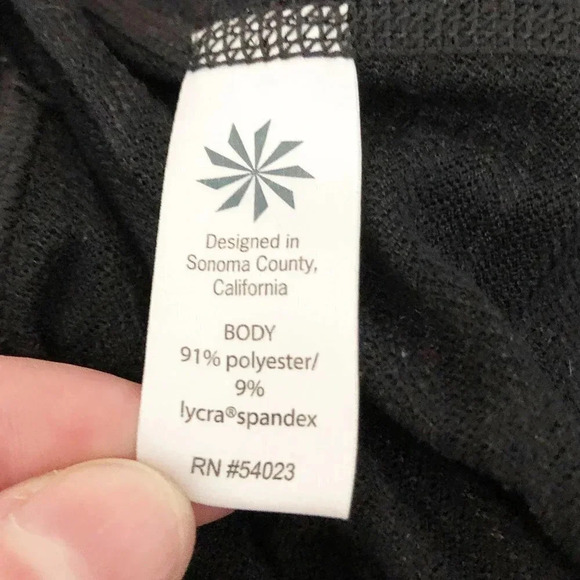 Designed in
Sonoma County,
California
BODY
91% polyester/
9%
lycra®spandex
RN #54023